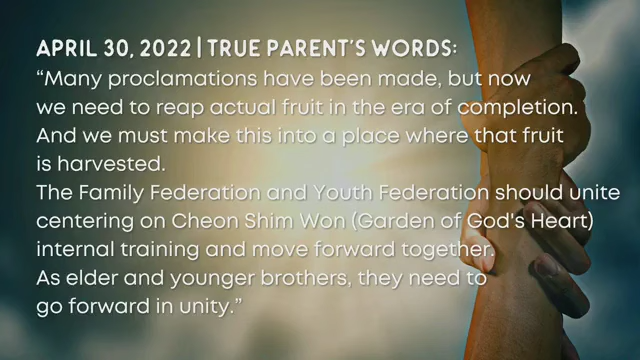 APRIL 30, 2022 | TRUE PARENT'S WORDS:
“Many proclamations have been made, but now
we need to reap actual fruit in the era of completion.
And we must make this into a place where that fruit
is harvested.
The Family Federation and Youth Federation should unite
centering on Cheon Shim Won (Garden of God's Heart)
internal training and move forward together.
As elder and younger brothers, they need to
go forward in unity.”